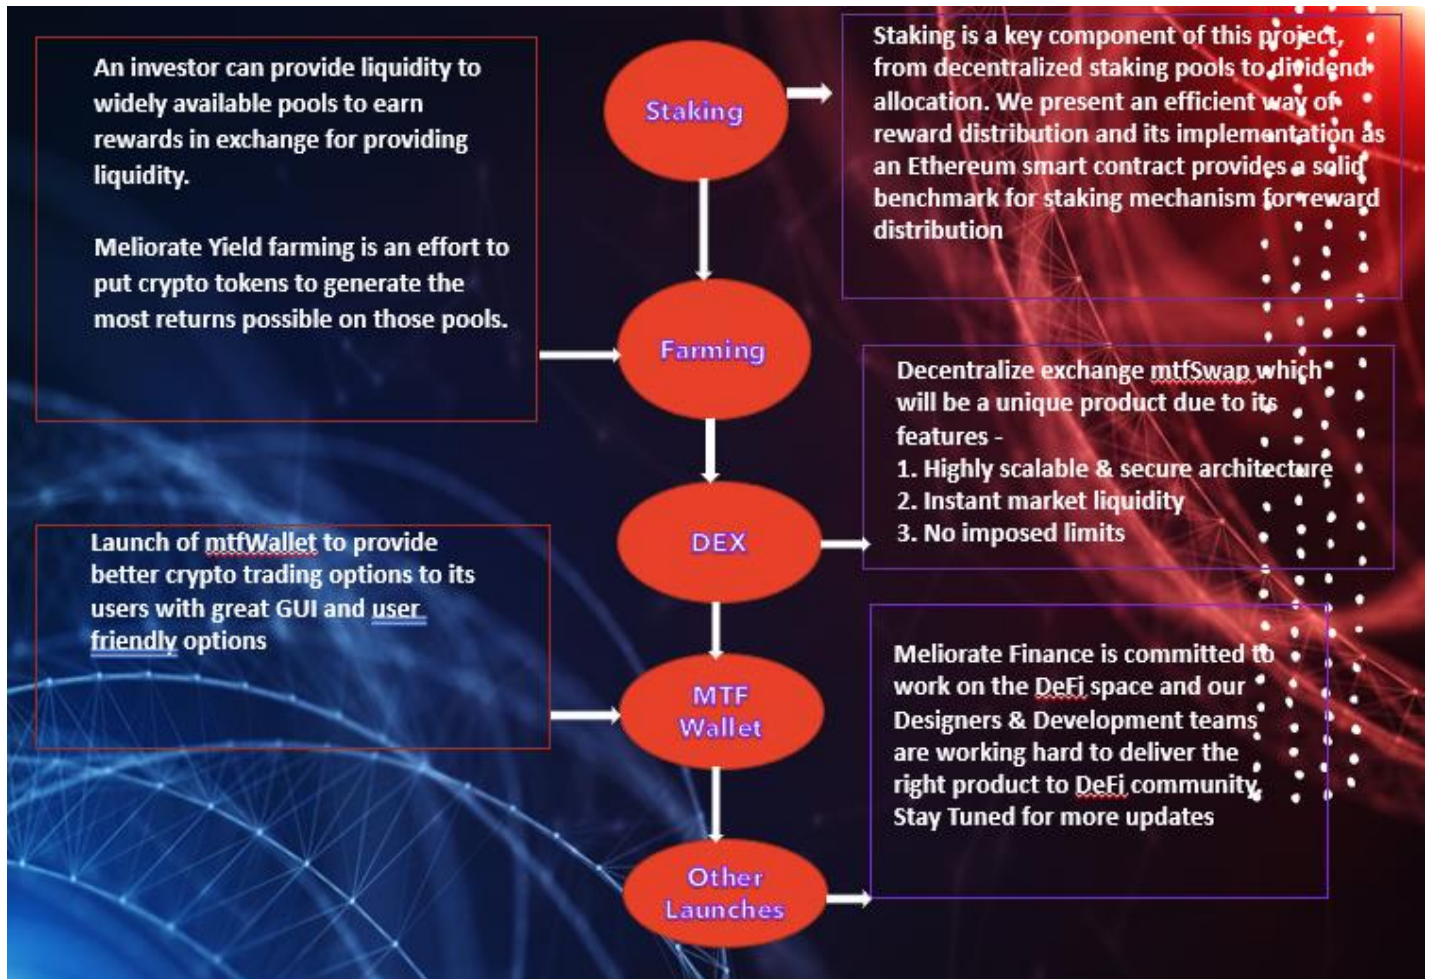 Staking
Staking is a key component of this project,
from decentralized staking pools to dividend
allocation. We present an efficient way of
reward distribution and its implementation as
an Ethereum smart contract provides a solid
benchmark for staking mechanism for reward
distribution
An investor can provide liquidity to
widely available pools to earn
rewards in exchange for providing
liquidity.
Meliorate Yield farming is an effort to
put crypto tokens to generate the
most returns possible on those pools.
Farming
DEX
Decentralize exchange mtfSwap which
will be a unique product due to its
features -
1. Highly scalable & secure architecture
2. Instant market liquidity
3. No imposed limits
Launch of mtfWallet to provide
better crypto trading options to its
users with great GUI and user
friendly options
MTF
Wallet
Other
Launches
Meliorate Finance is committed to
work on the DeFi space and our
Designers & Development teams
are working hard to deliver the
right product to DeFi community,
Stay Tuned for more updates